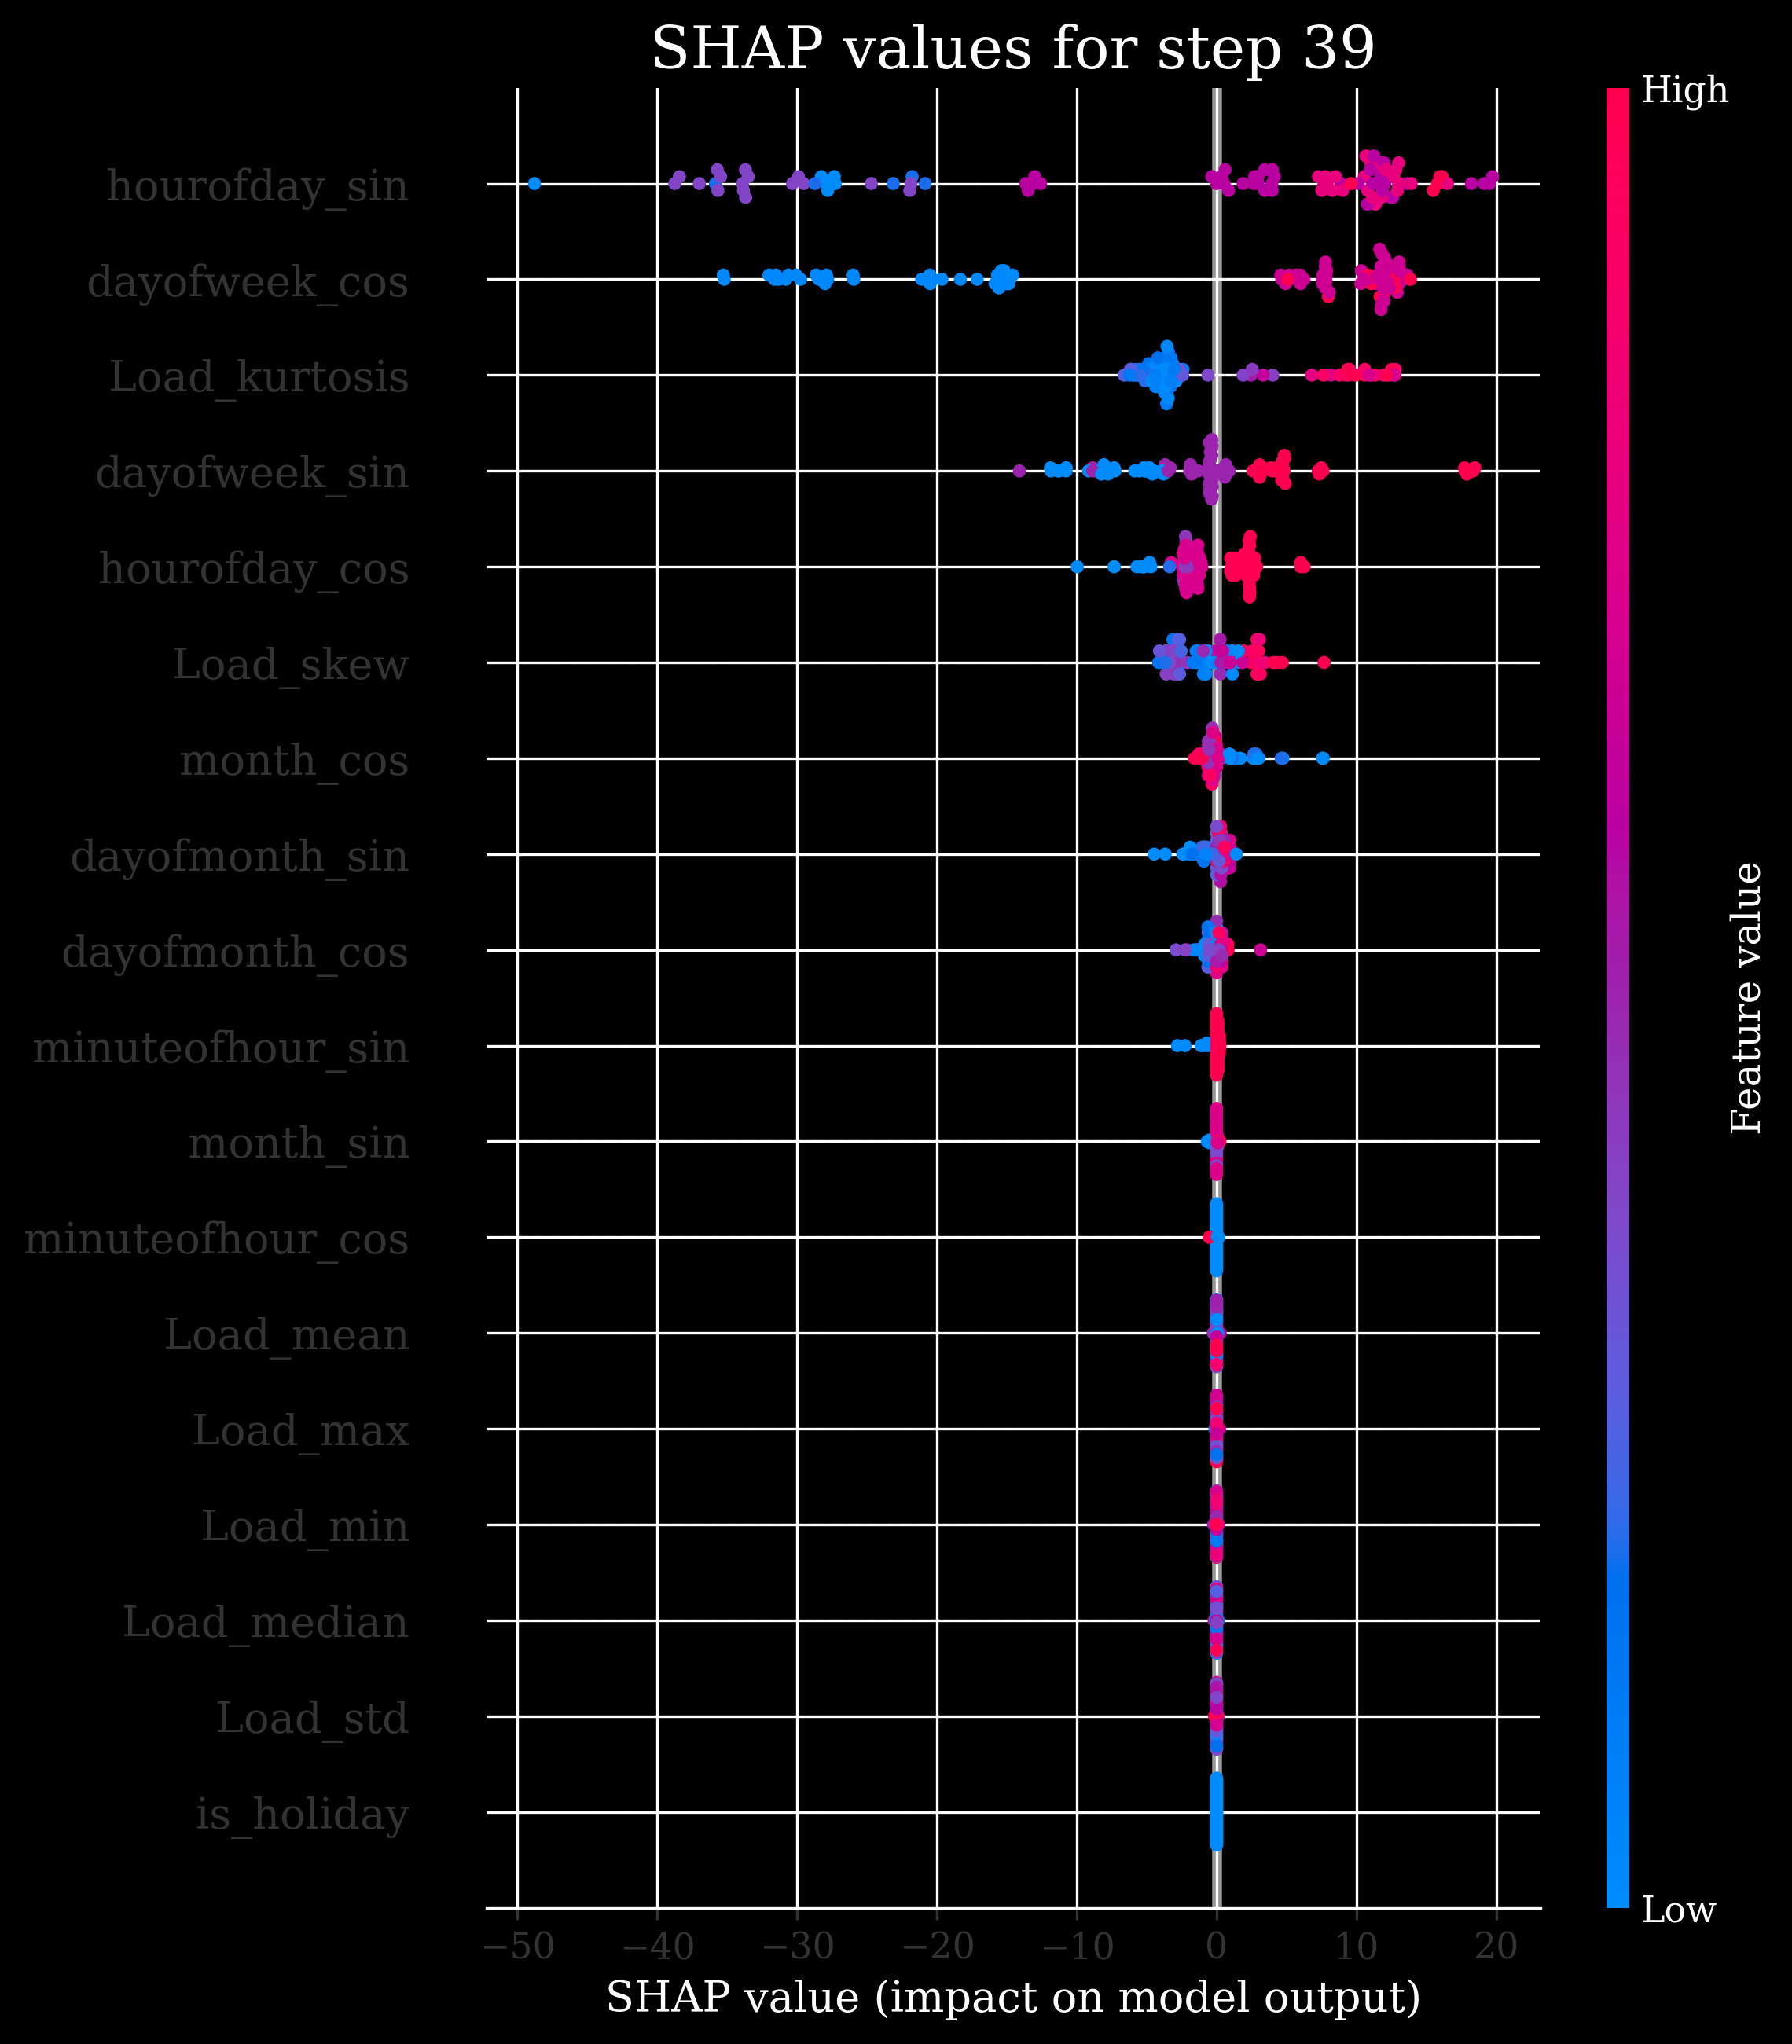 SHAP values for step 39
High
hourofday_sin
dayofweek_cos
Load_kurtosis
dayofweek_sin
hourofday_cos
Load_skew
month_cos
dayofmonth_sin
dayofmonth_cos
minuteofhour_sin
month_sin
minuteofhour_cos
Load_mean
Load_max
Load_min
Load_median
Load_std
is_holiday
Feature value
Low
−50 −40 −30 −20 −10 0 10 20
SHAP value (impact on model output)